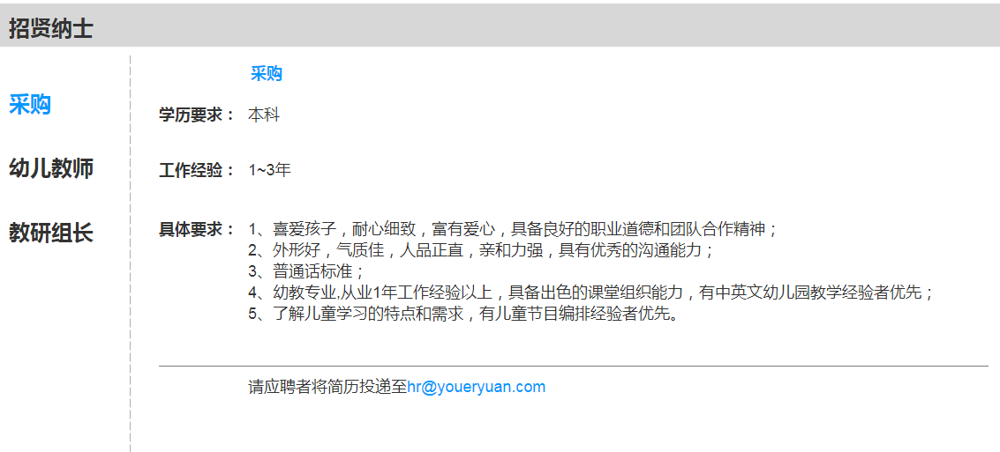 招贤纳士
采购
幼儿教师
教研组长
采购
学历要求： 本科
工作经验： 1~3年
具体要求： 1、喜爱孩子，耐心细致，富有爱心，具备良好的职业道德和团队合作精神；
2、外形好，气质佳，人品正直，亲和力强，具有优秀的沟通能力；
3、普通话标准；
4、幼教专业,从业1年工作经验以上，具备出色的课堂组织能力，有中英文幼儿园教学经验者优先；
5、了解儿童学习的特点和需求，有儿童节目编排经验者优先。
请应聘者将简历投递至hr@youeryuan.com